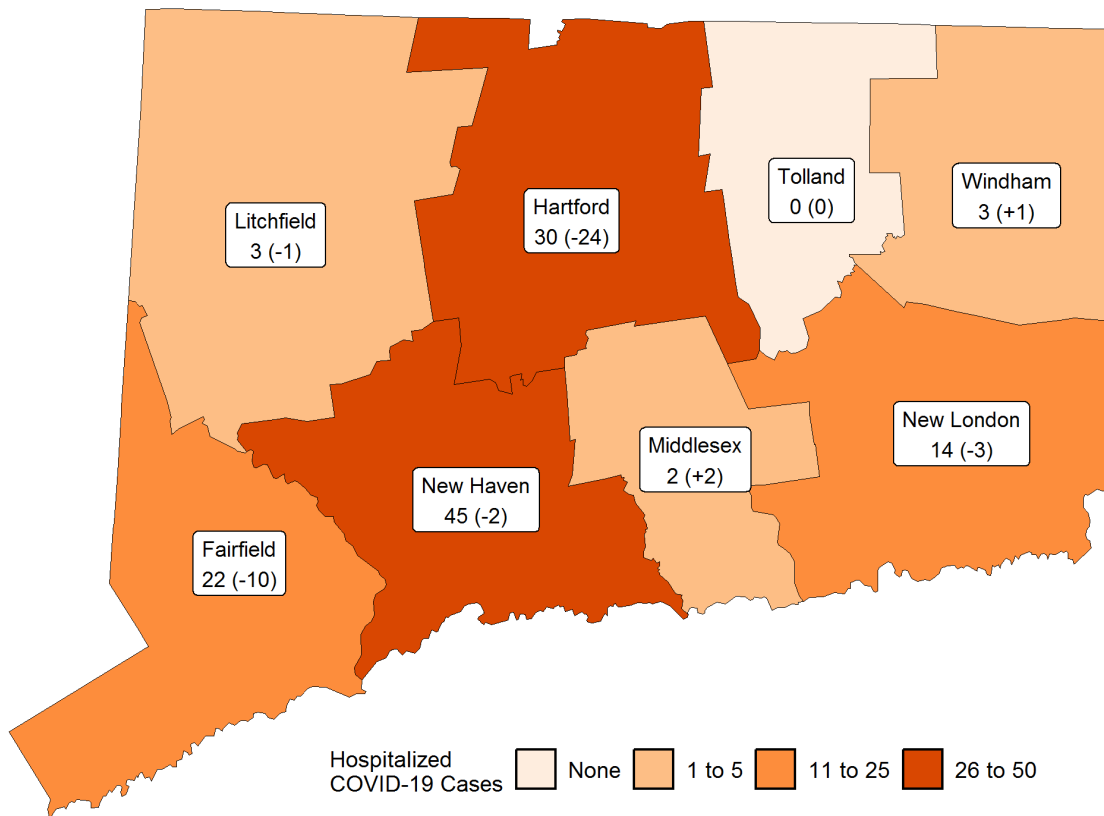 Tolland
0 (0)
Windham
3 (+1)
Hartford
30 (-24)
Litchfield
3 (-1)
New London
14 (-3)
Middlesex
2 (+2)
New Haven
45 (-2)
Fairfield
22 (-10)
Hospitalized
COVID-19 Cases
None
1 to 5
11 to 25
26 to 50